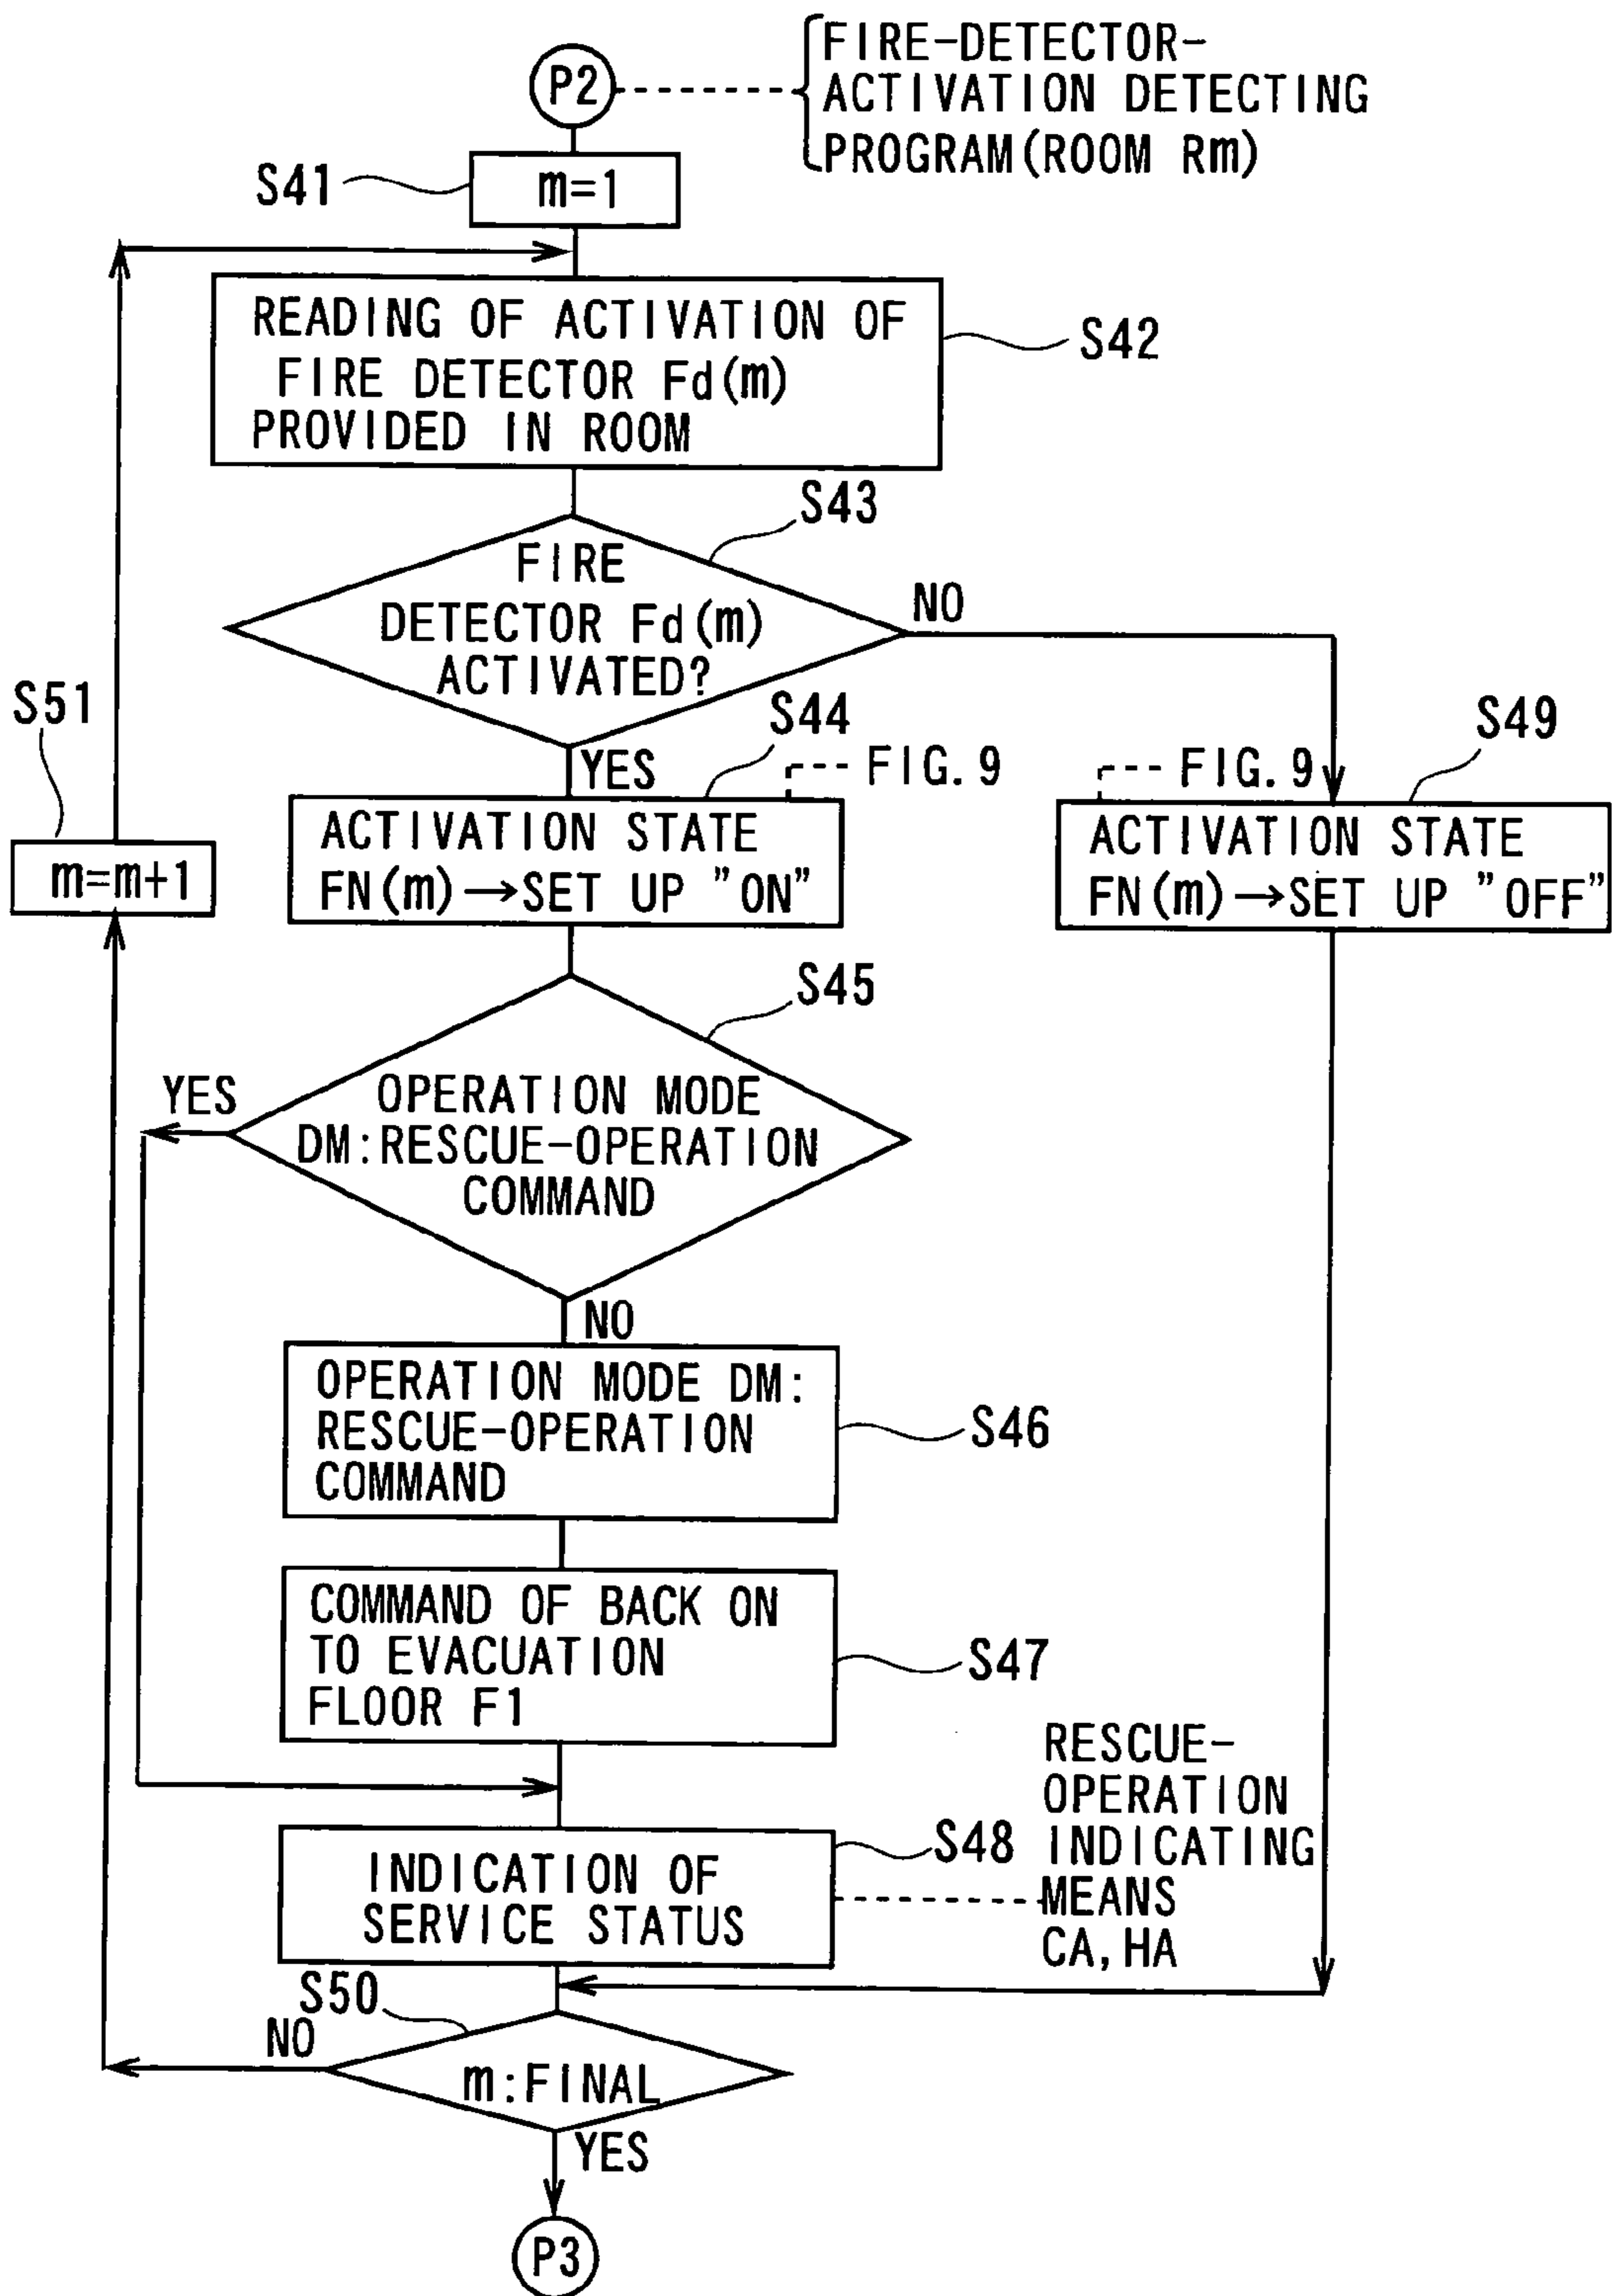 P2
FIRE-DETECTOR-
ACTIVATION DETECTING
PROGRAM(ROOM Rm)
S41
m=1
READING OF ACTIVATION OF
FIRE DETECTOR Fd(m)
PROVIDED IN ROOM
S42
S43
FIRE
DETECTOR Fd(m)
ACTIVATED?
NO
YES
S44
FIG.9
ACTIVATION STATE
FN(m)→SET UP "ON"
S49
FIG.9
ACTIVATION STATE
FN(m)→SET UP "OFF"
S51
m=m+1
S45
OPERATION MODE
DM:RESCUE-OPERATION
COMMAND
YES
NO
OPERATION MODE DM:
RESCUE-OPERATION
COMMAND
S46
COMMAND OF BACK ON
TO EVACUATION
FLOOR F1
S47
INDICATION OF
SERVICE STATUS
S48
RESCUE-
OPERATION
INDICATING
MEANS
CA,HA
S50
NO
m:FINAL
YES
P3